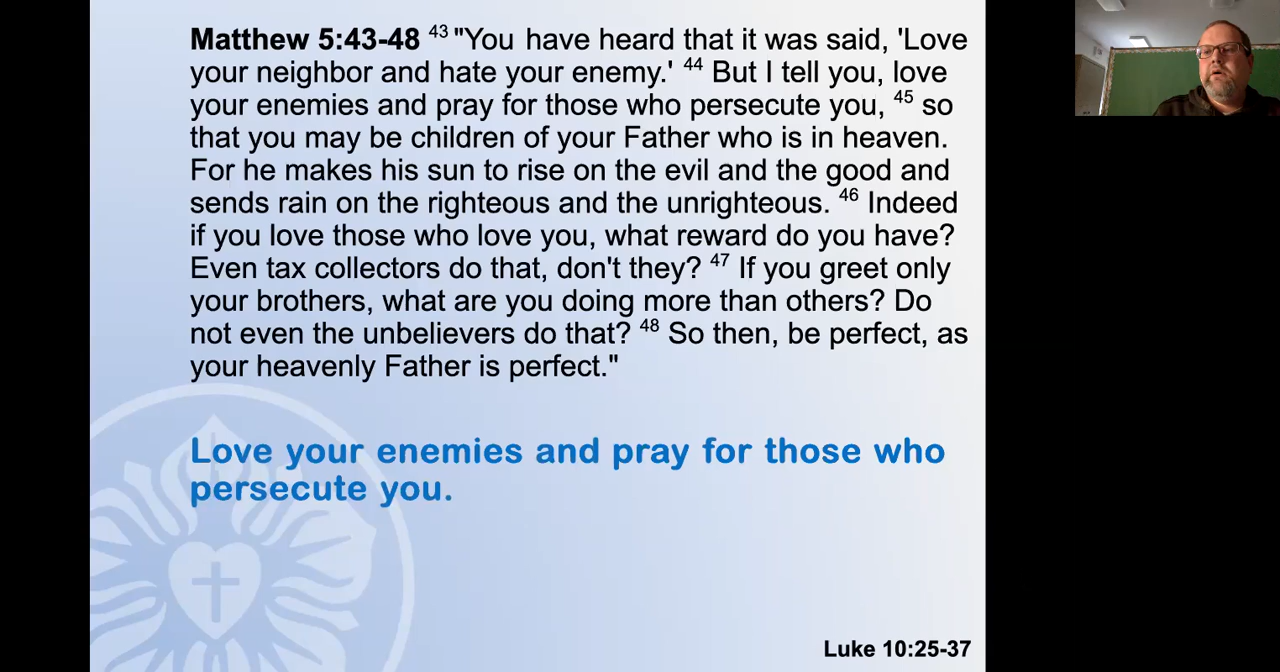 Matthew 5:43-48 43 "You have heard that it was said, 'Love
your neighbor and hate your enemy.' 44 But I tell you, love
your enemies and pray for those who persecute you, 45 so
that you may be children of your Father who is in heaven.
For he makes his sun to rise on the evil and the good and
sends rain on the righteous and the unrighteous. 46 Indeed
if you love those who love you, what reward do you have?
Even tax collectors do that, don't they? 47 If you greet only
your brothers, what are you doing more than others? Do
not even the unbelievers do that? 48 So then, be perfect, as
your heavenly Father is perfect."
Love your enemies and pray for those who
persecute you.
Luke 10:25-37